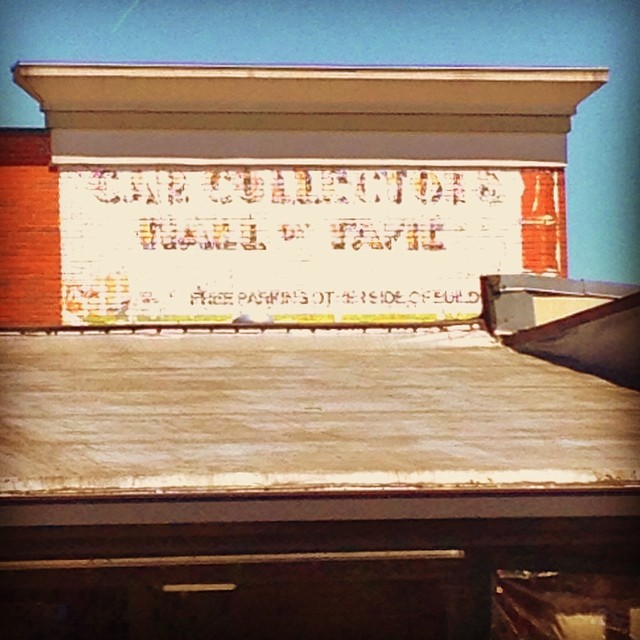 CAR COLLECTORS
HALL OF FAME
FREE PARKING OTHER SIDE OF BUILD